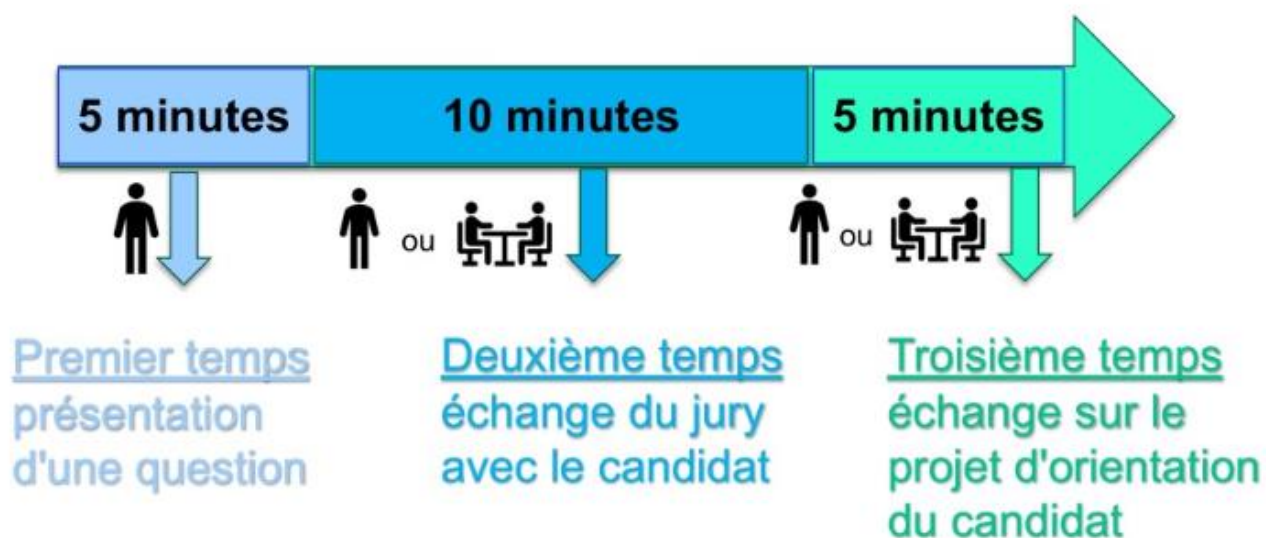 5 minutes
10 minutes
5 minutes
ou
ou
Premier temps
présentation
d'une question
Deuxième temps
échange du jury
avec le candidat
Troisième temps
échange sur le
projet d'orientation
du candidat